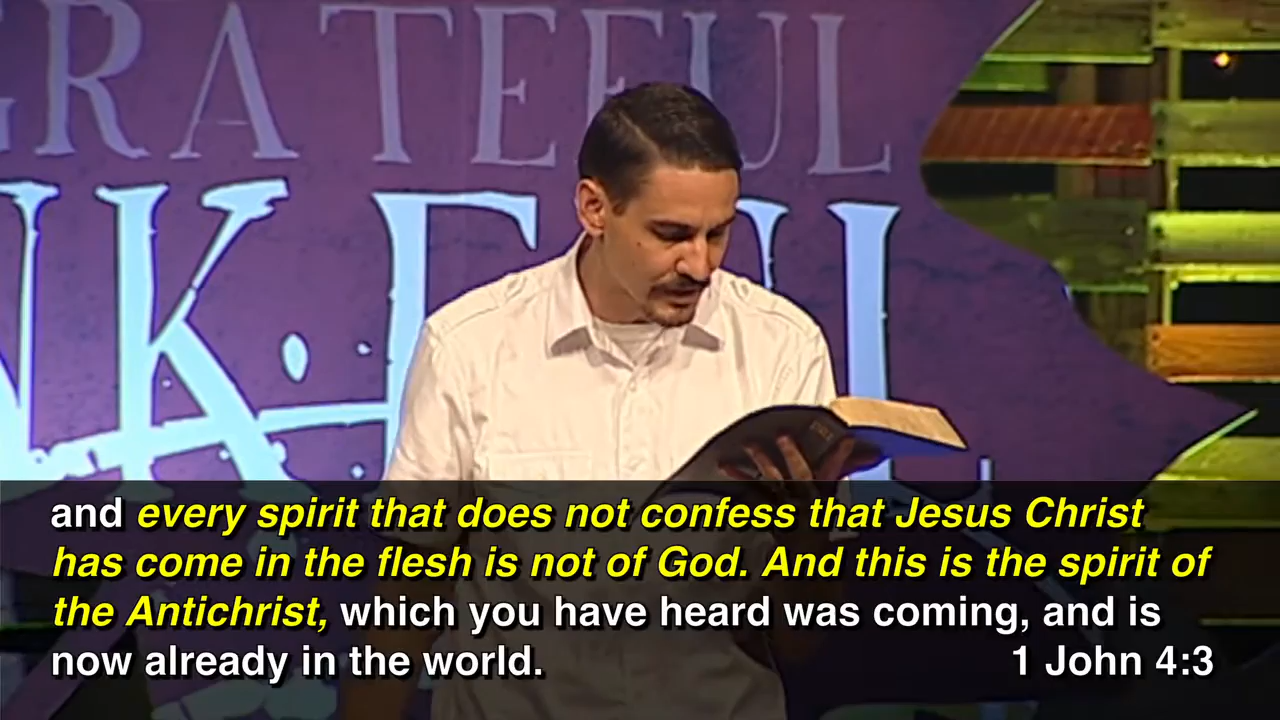 GRATEFUL
NK·FUL
and every spirit that does not confess that Jesus Christ
has come in the flesh is not of God. And this is the spirit of
the Antichrist, which you have heard was coming, and is
now already in the world. 1 John 4:3